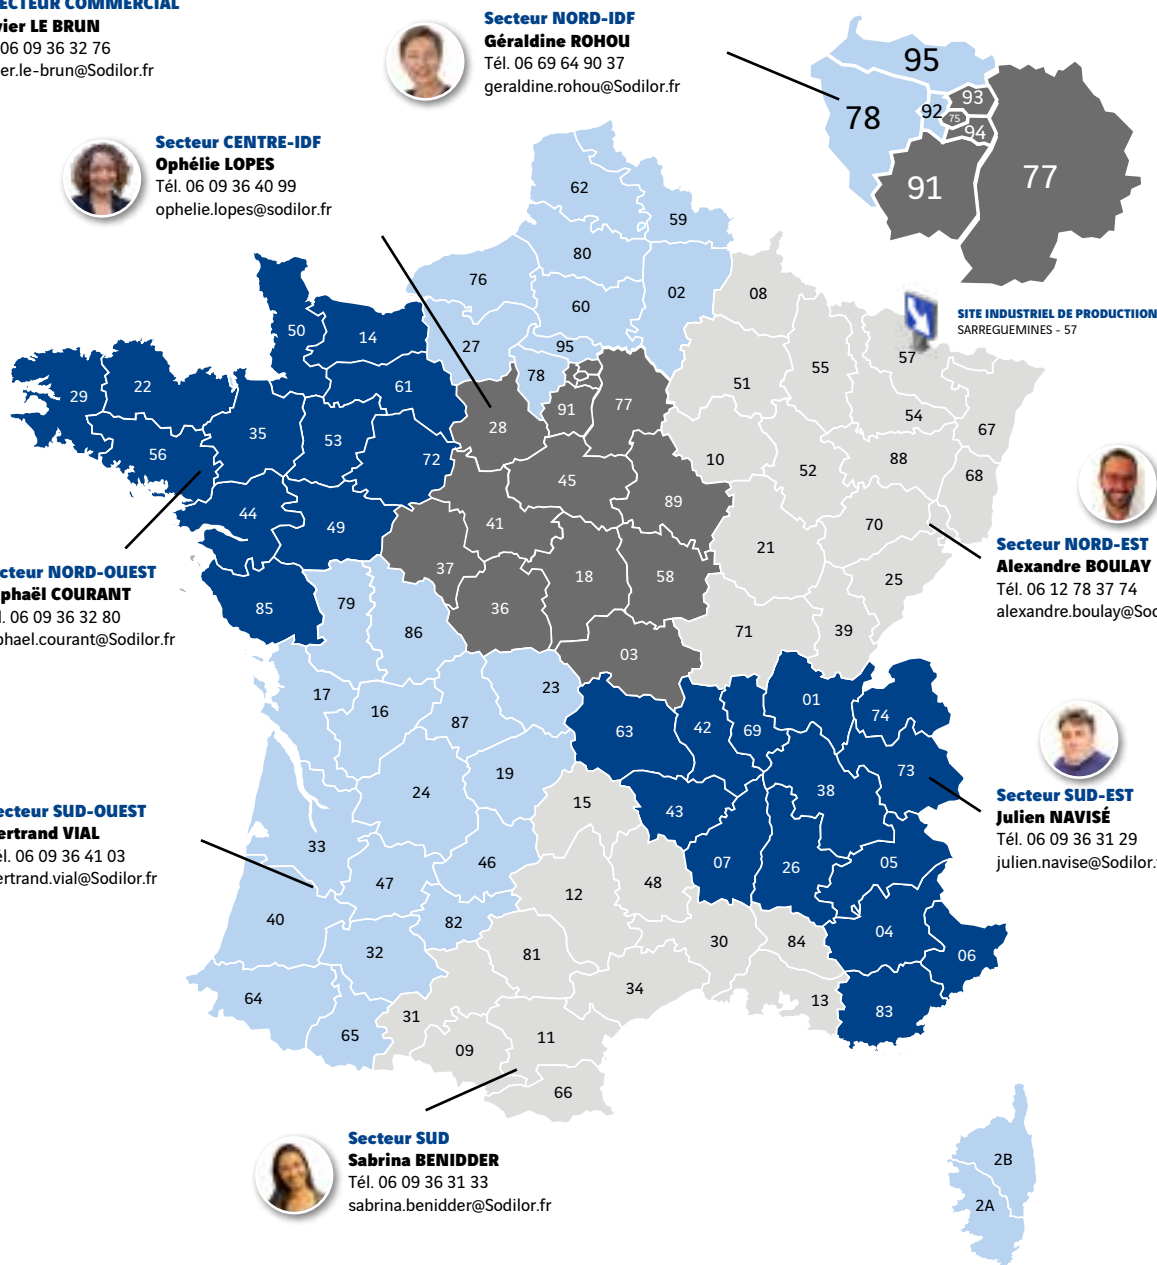 ECTEUR COMMERCIAL
vier LE BRUN
06 09 36 32 76
er.le-brun@Sodilor.fr
Secteur NORD-IDF
Géraldine ROHOU
Tél. 06 69 64 90 37
geraldine.rohou@Sodilor.fr
95
78
92
93
75
94
91
77
Secteur CENTRE-IDF
Ophélie LOPES
Tél. 06 09 36 40 99
ophelie.lopes@sodilor.fr
62
59
80
76
60
02
27
95
78
08
SITE INDUSTRIEL DE PRODUCTIION
SARREGUEMINES - 57
50
14
61
29
22
35
53
72
56
44
49
85
28
91
77
45
89
41
37
36
18
58
03
51
55
57
54
67
10
52
88
68
70
21
25
71
39
Secteur NORD-EST
Alexandre BOULAY
Tél. 06 12 78 37 74
alexandre.boulay@Sod
cteur NORD-OUEST
phaël COURANT
l. 06 09 36 32 80
phael.courant@Sodilor.fr
79
86
17
16
87
23
19
24
33
47
46
40
32
82
64
65
63
42
69
01
74
73
38
43
07
26
05
04
06
83
Secteur SUD-EST
Julien NAVISÉ
Tél. 06 09 36 31 29
julien.navise@Sodilor.f
ecteur SUD-OUEST
ertrand VIAL
él. 06 09 36 41 03
ertrand.vial@Sodilor.fr
15
12
48
81
30
84
34
13
31
09
11
66
Secteur SUD
Sabrina BENIDDER
Tél. 06 09 36 31 33
sabrina.benidder@Sodilor.fr
2B
2A